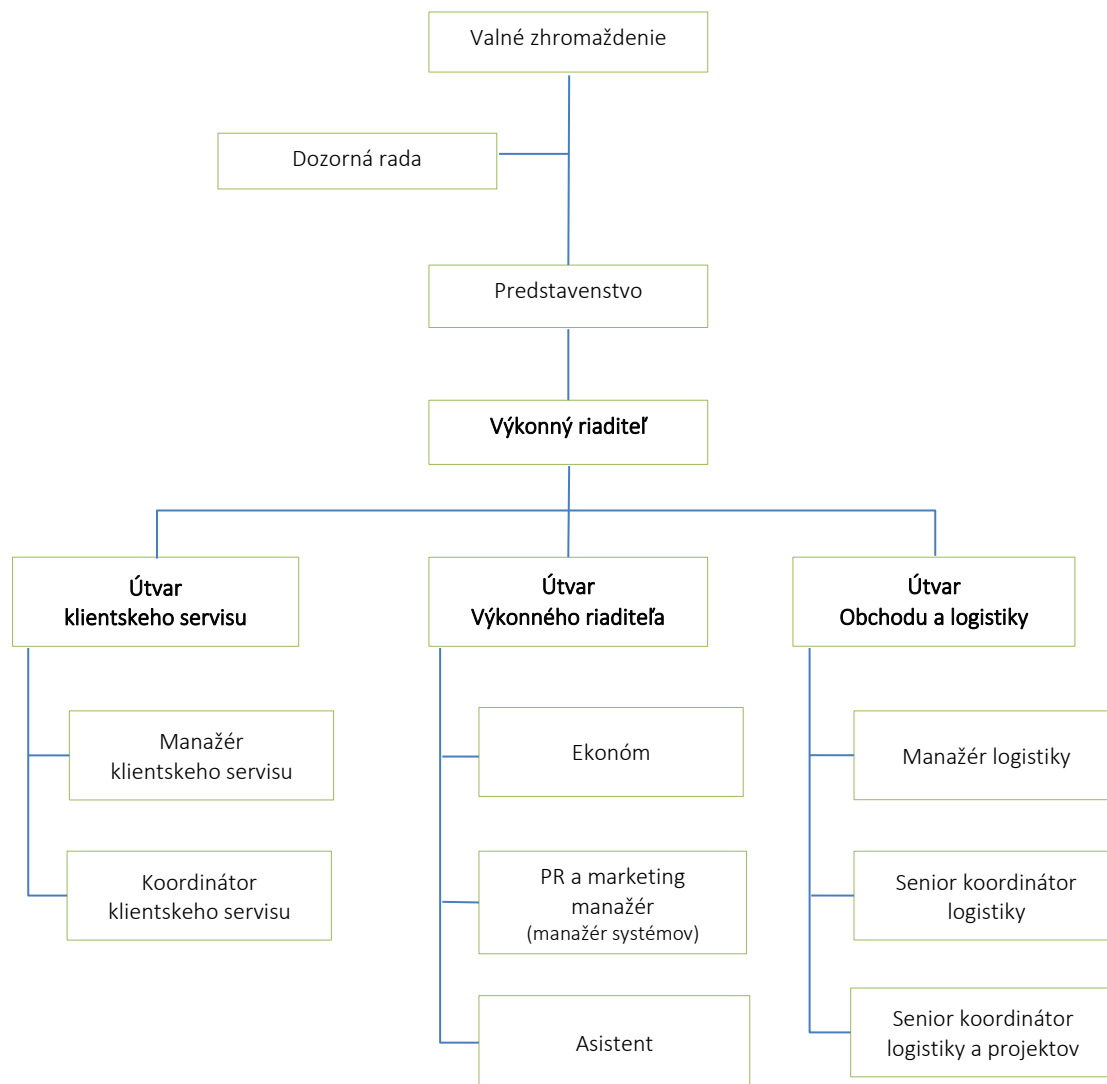 Valné zhromaždenie
Dozorná rada
Predstavenstvo
Výkonný riaditeľ
Útvar
klientskeho servisu
Manažér
klientskeho servisu
Koordinátor
klientskeho servisu
Útvar
Výkonného riaditeľa
Ekonóm
PR a marketing
manažér
(manažér systémov)
Asistent
Útvar
Obchodu a logistiky
Manažér logistiky
Senior koordinátor
logistiky
Senior koordinátor
logistiky a projektov